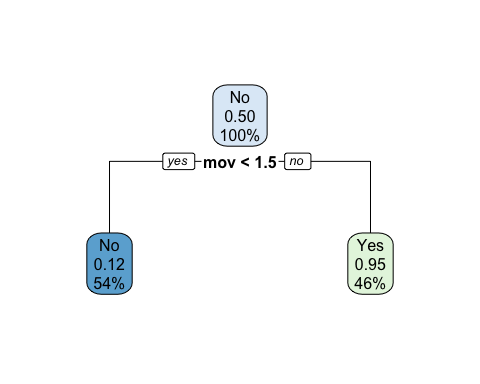 No
0.50
100%
yes mov < 1.5 no
No
0.12
54%
Yes
0.95
46%